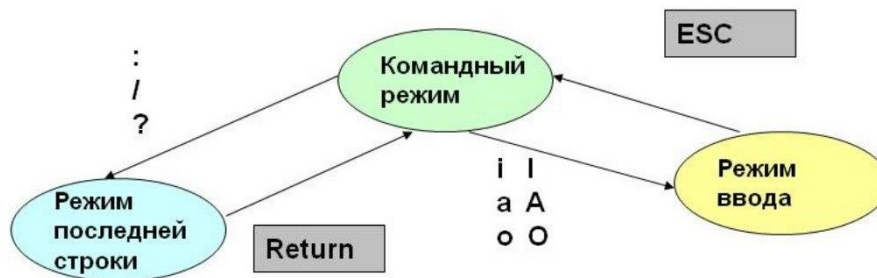 ESC
:
/
?
Командный
режим
i I
a A
o O
Режим
ввода
Режим
последней
строки
Return